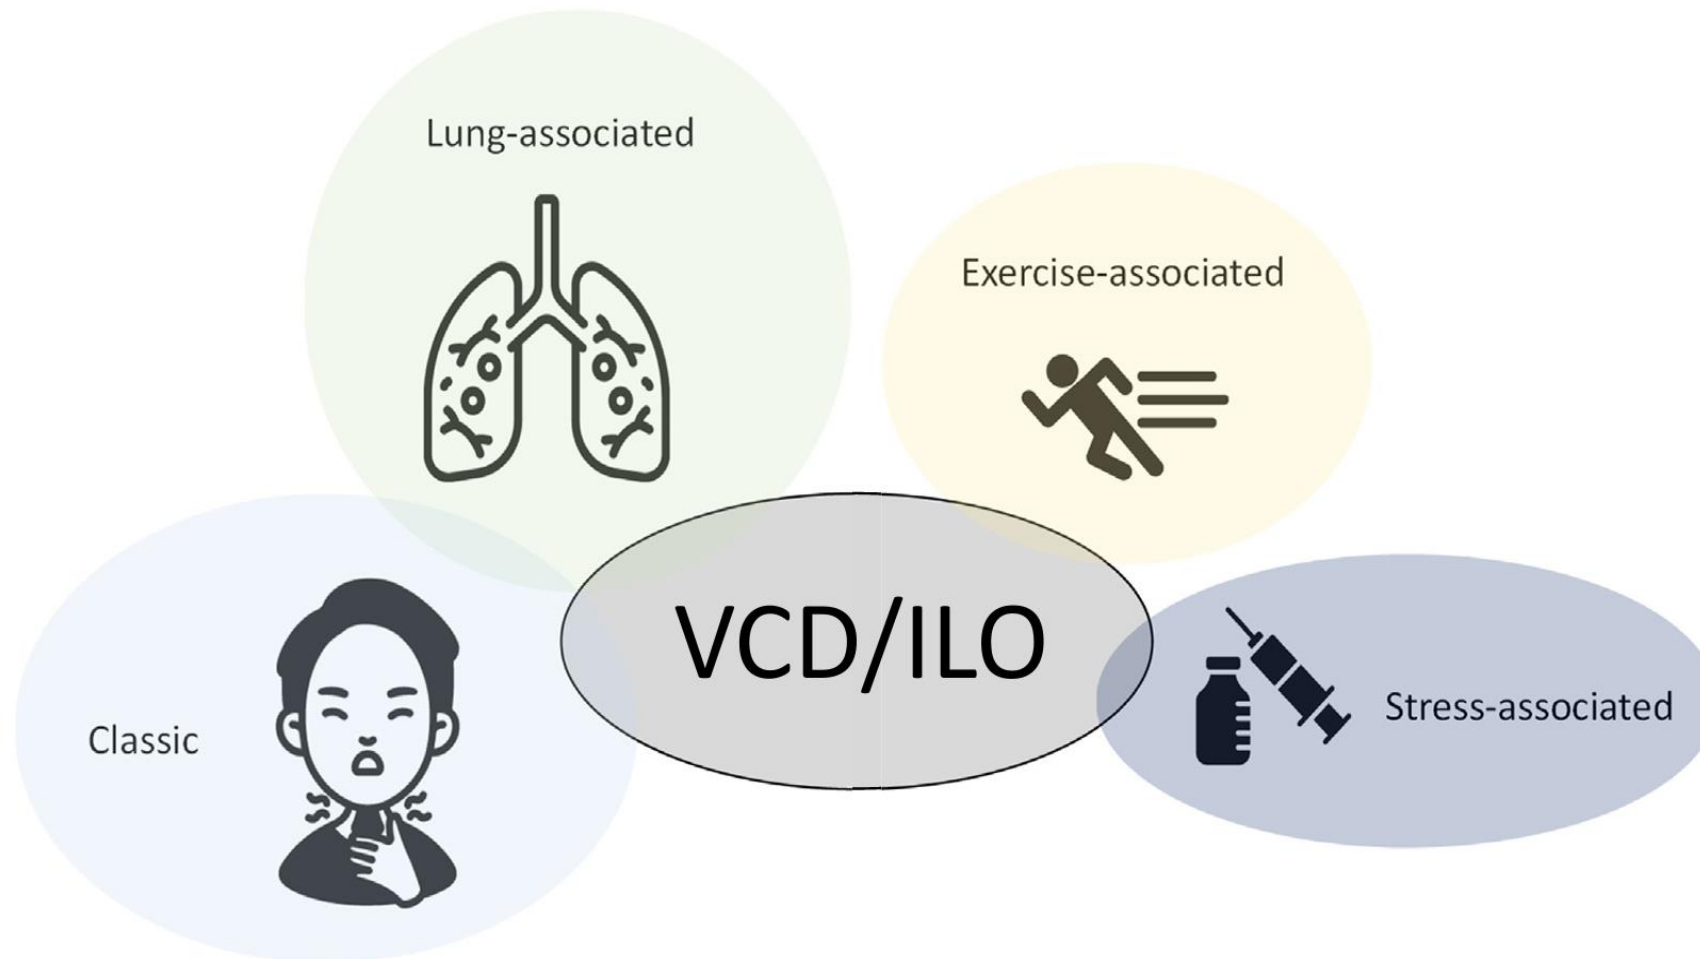 Lung-associated
Exercise-associated
VCD/ILO
Classic
Stress-associated